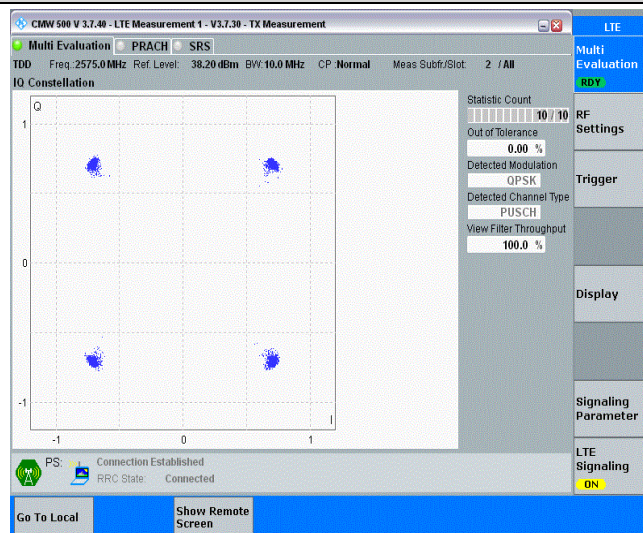 CMW 500 V 3.7.40 - LTE Measurement 1 - V3.7.30 - TX Measurement
LTE
Multi Evaluation PRACH SRS
Multi
Evaluation
RDY
TDD Freq.:2575.0 MHz Ref. Level: 38.20 dBm BW:10.0 MHz CP :Normal Meas Subfr./Slot: 2 / All
IQ Constellation
Q
1
0
-1
-1 0 1
I
Statistic Count
10 / 10
Out of Tolerance
0.00 %
Detected Modulation
QPSK
Detected Channel Type
PUSCH
View Filter Throughput
100.0 %
RF
Settings
Trigger
Display
Signaling
Parameter
LTE
Signaling
ON
PS: Connection Established
RRC State: Connected
Go To Local
Show Remote
Screen